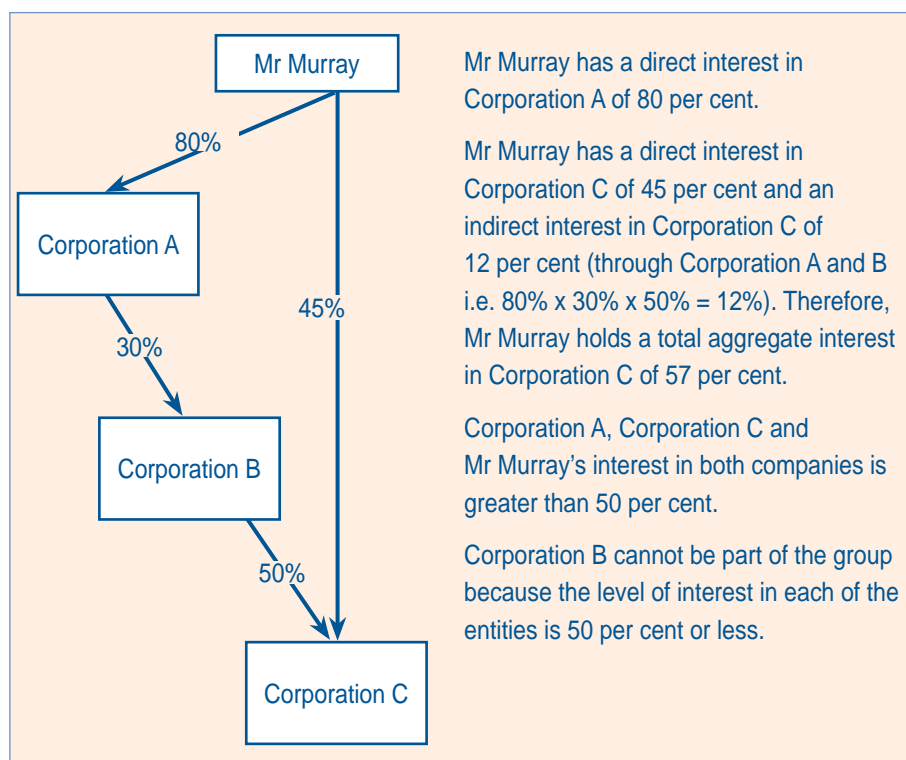 Mr Murray
80%
Corporation A
45%
30%
Corporation B
50%
Corporation C
Mr Murray has a direct interest in
Corporation A of 80 per cent.
Mr Murray has a direct interest in
Corporation C of 45 per cent and an
indirect interest in Corporation C of
12 per cent (through Corporation A and B
i.e. 80% x 30% x 50% = 12%). Therefore,
Mr Murray holds a total aggregate interest
in Corporation C of 57 per cent.
Corporation A, Corporation C and
Mr Murray's interest in both companies is
greater than 50 per cent.
Corporation B cannot be part of the group
because the level of interest in each of the
entities is 50 per cent or less.